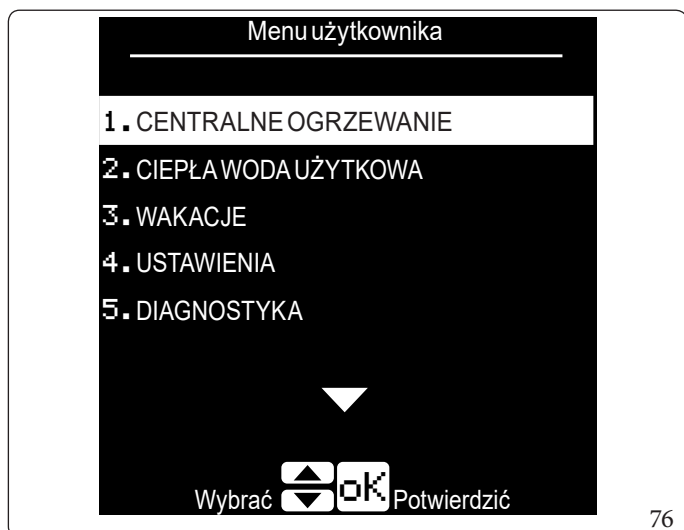 Menu użytkownika
1. CENTRALNE OGRZEWANIE
2. CIEPŁA WODA UŻYTKOWA
3. WAKACJE
4. USTAWIENIA
5. DIAGNOSTYKA
Wybrać oK Potwierdzić
76